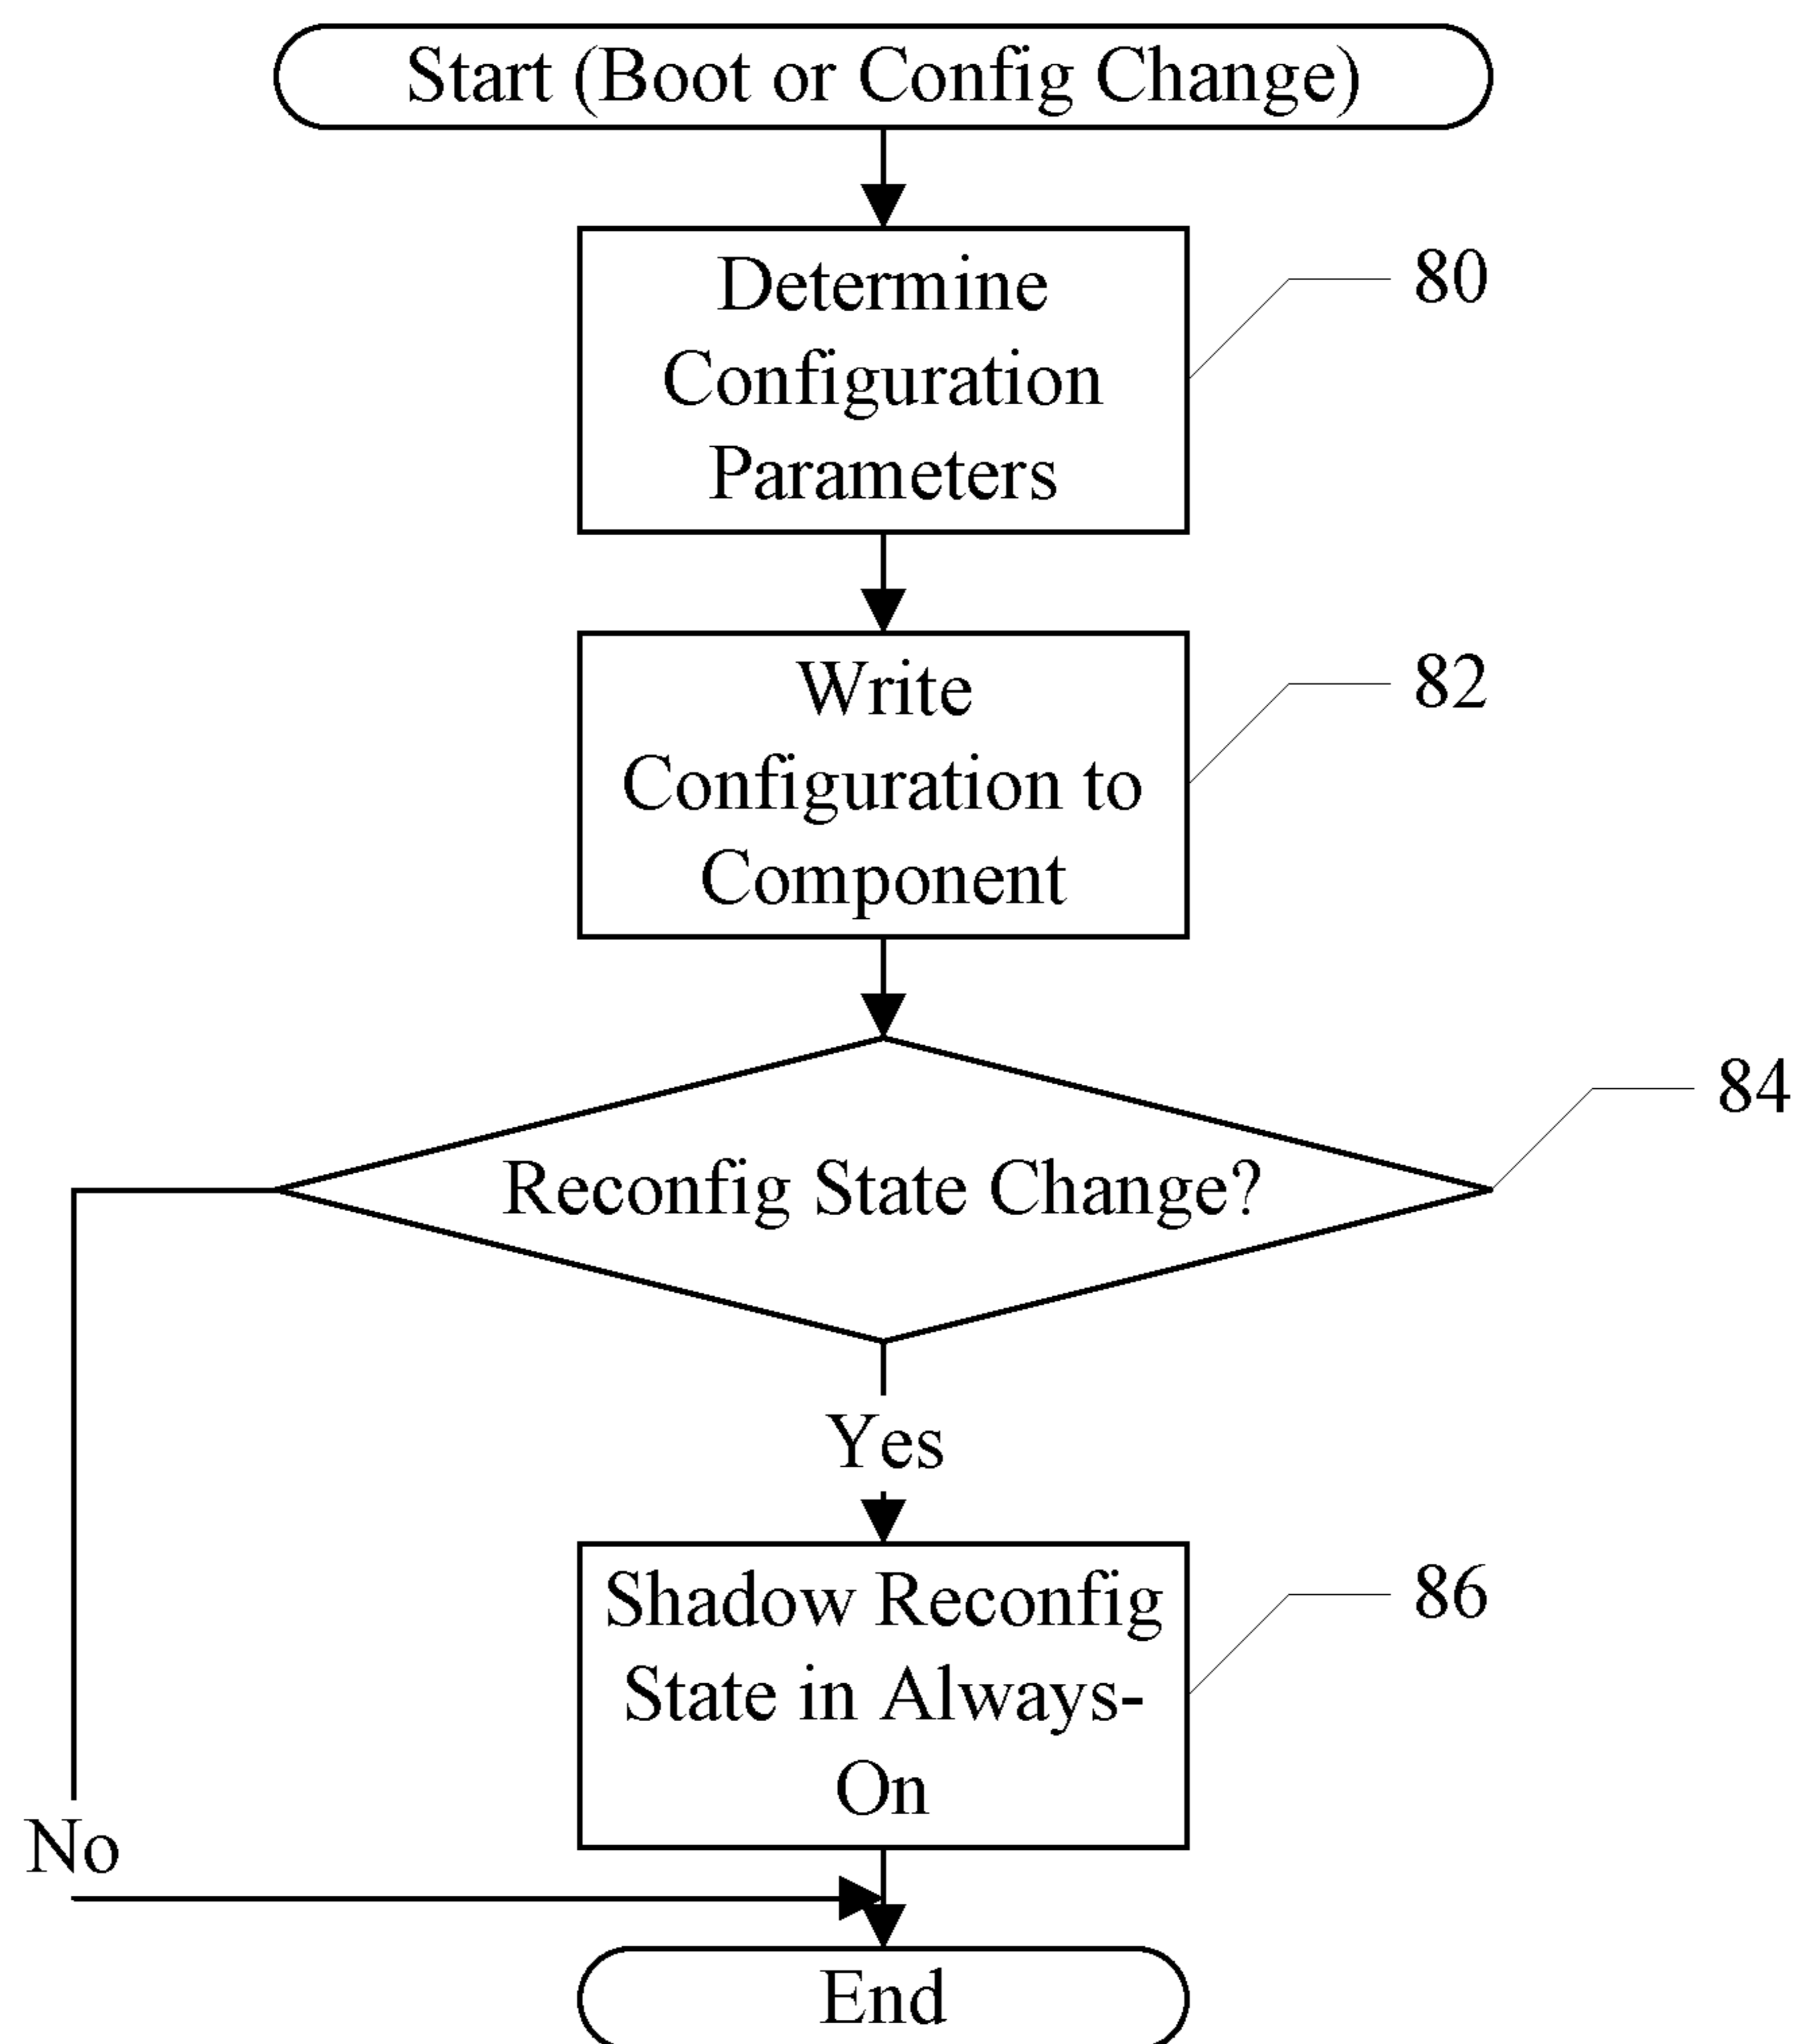 Start (Boot or Config Change)
Determine
Configuration
Parameters
80
Write
Configuration to
Component
82
Reconfig State Change?
84
Yes
Shadow Reconfig
State in Always-
On
86
No
End